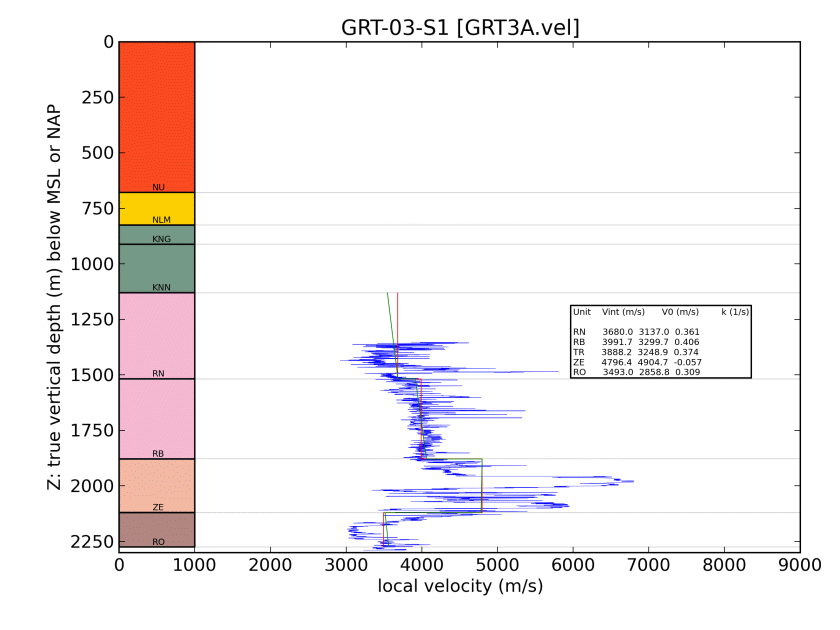 GRT-03-S1 [GRT3A.vel]
Z: true vertical depth (m) below MSL or NAP
0
250
500
750
1000
1250
1500
1750
2000
2250
NU
NLM
KNG
KNN
RN
RB
ZE
RO
Unit Vint (m/s) V0 (m/s) k (1/s)
RN 3680.0 3137.0 0.361
RB 3991.7 3299.7 0.406
TR 3888.2 3248.9 0.374
ZE 4796.4 4904.7 -0.057
RO 3493.0 2858.8 0.309
0 1000 2000 3000 4000 5000 6000 7000 8000 9000
local velocity (m/s)